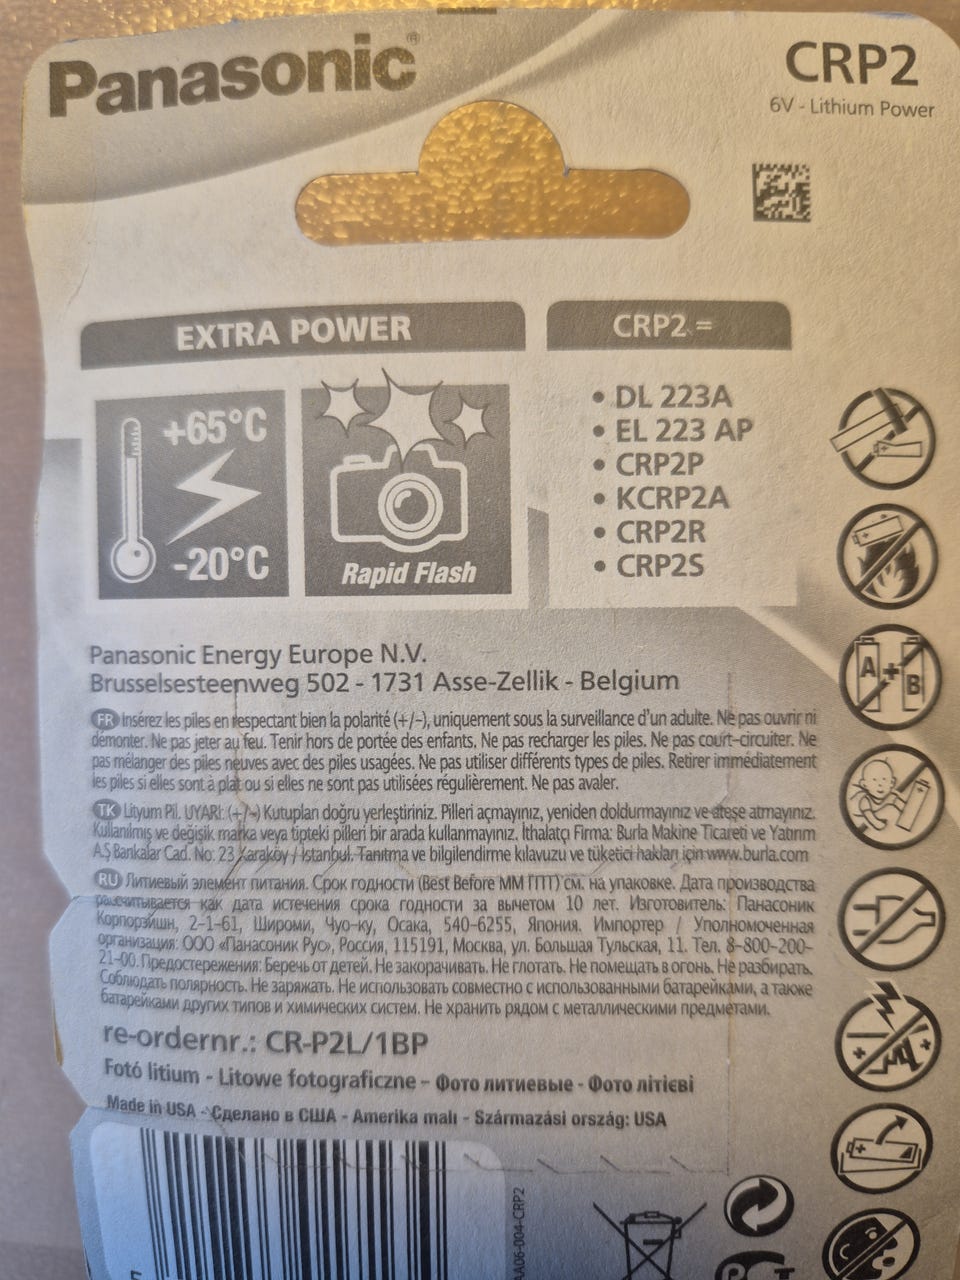 Panasonic®
CRP2
6V - Lithium Power
EXTRA POWER
+65°C
-20°C
Rapid Flash
CRP2 =
• DL 223A
• EL 223 AP
• CRP2P
• KCRP2A
• CRP2R
• CRP2S
A + B
Panasonic Energy Europe N.V.
Brusselsesteenweg 502 - 1731 Asse-Zellik - Belgium
FR Insérez les piles en respectant bien la polarité (+/-), uniquement sous la surveillance d'un adulte. Ne pas ouvrir ni
démonter. Ne pas jeter au feu. Tenir hors de portée des enfants. Ne pas recharger les piles. Ne pas court-circuiter. Ne
pas mélanger des piles neuves avec des piles usagées. Ne pas utiliser différents types de piles. Retirer immédiatement
les piles si elles sont à plat ou si elles ne sont pas utilisées régulièrement. Ne pas avaler.
TK Lityum Pil. UYARI: (+/-) Kutupları doğru yerleştiriniz. Pilleri açmayınız, yeniden doldurmayınız ve ateşe atmayınız.
Kullanılmış ve değişik marka veya tipteki pilleri bir arada kullanmayınız. İthalatçı Firma: Burla Makine Ticareti ve Yatırım
A.Ş Bankalar Cad. No: 23 Karaköy / Istanbul. Tanıtma ve bilgilendirme kılavuzu ve tüketici hakları için www.burla.com
RU Литиевый элемент питания. Срок годности (Best Before MM ГГГГ) см. на упаковке. Дата производства
рассчитывается как дата истечения срока годности за вычетом 10 лет. Изготовитель: Панасоник
Корпорэйшн, 2-1-61, Широми, Чуо-ку, Осака, 540-6255, Япония. Импортер / Уполномоченная
организация: ООО «Панасоник Рус», Россия, 115191, Москва, ул. Большая Тульская, 11. Тел. 8-800-200-
21-00. Предостережения: Беречь от детей. Не закорачивать. Не глотать. Не помещать в огонь. Не разбирать.
Соблюдать полярность. Не заряжать. Не использовать совместно с использованными батарейками, а также
батарейками других типов и химических систем. Не хранить рядом с металлическими предметами.
re-ordernr.: CR-P2L/1BP
Fotó lítium - Litowe fotograficzne - Фото литиевые - Фото літієві
Made in USA - Сделано в США - Amerika malı - Származási ország: USA
AA06-004-CRP2